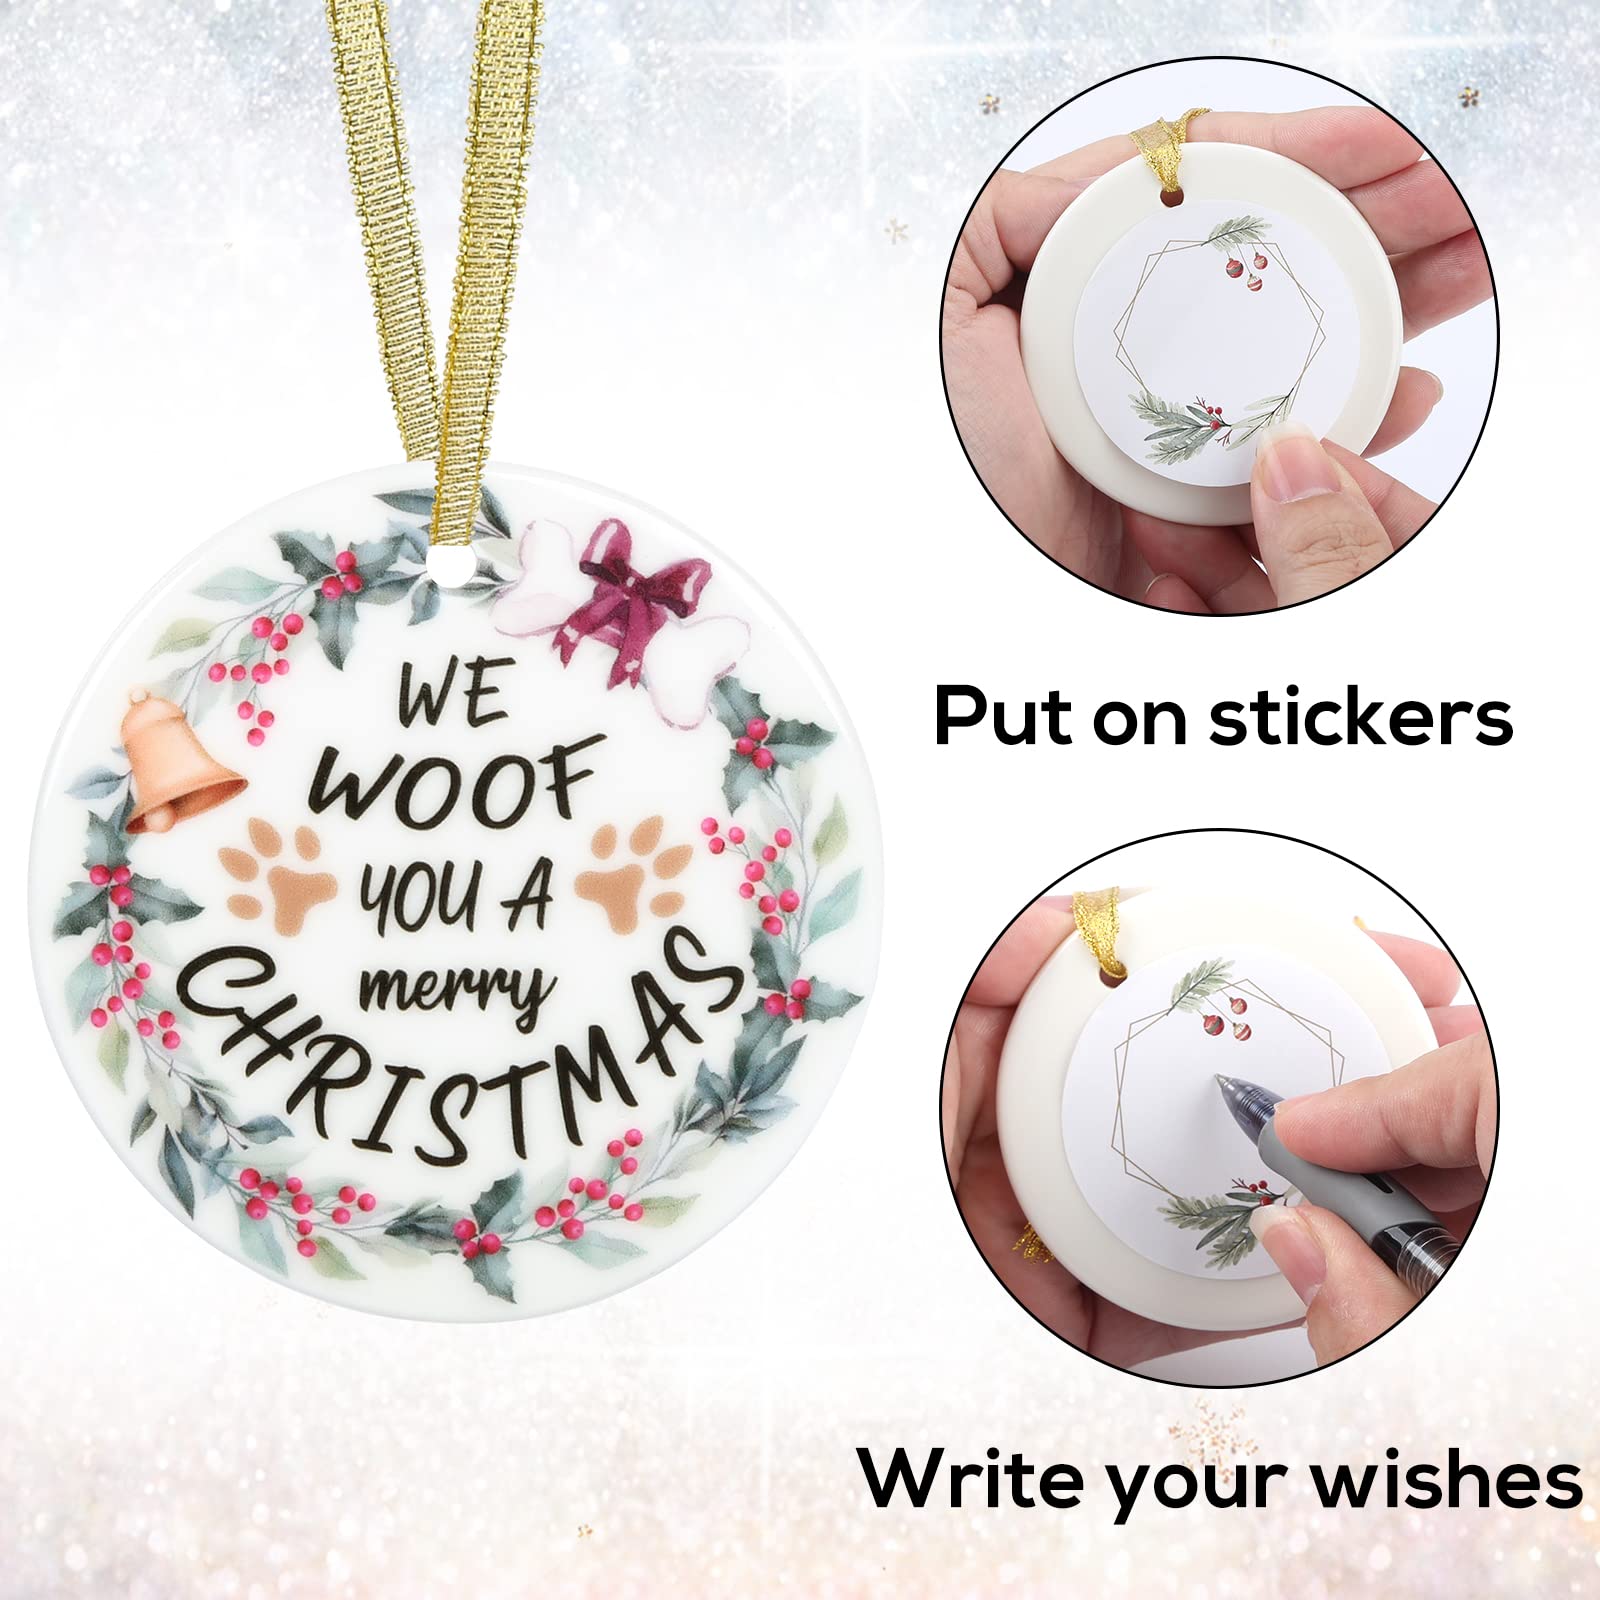 WE
WOOF
YOU A
merry
CHRISTMAS
Put on stickers
Write your wishes